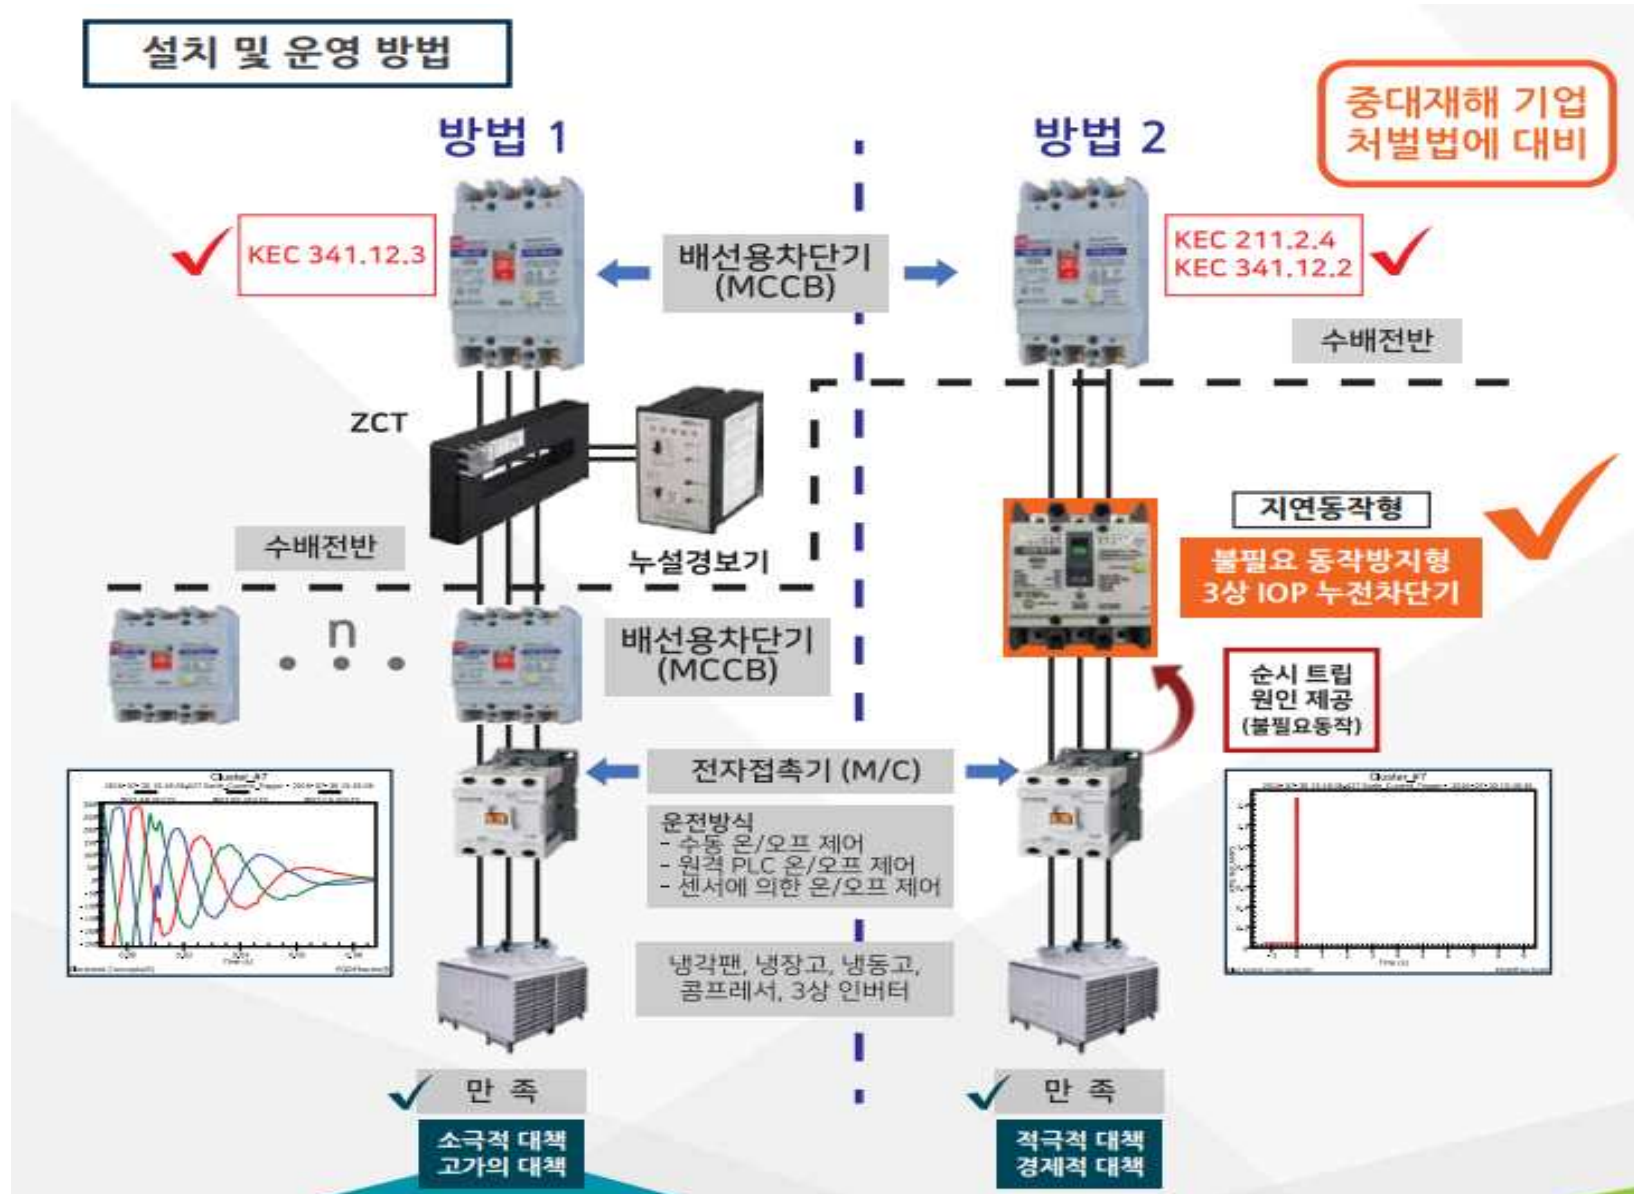 설치 및 운영 방법
중대재해 기업
처벌법에 대비
방법 1
방법 2
KEC 341.12.3
배선용차단기
(MCCB)
KEC 211.2.4
KEC 341.12.2
수배전반
ZCT
누설경보기
수배전반
지연동작형
불필요 동작방지형
3상 IOP 누전차단기
n
배선용차단기
(MCCB)
순시 트립
원인 제공
(불필요동작)
전자접촉기 (M/C)
운전방식
- 수동 온/오프 제어
- 원격 PLC 온/오프 제어
- 센서에 의한 온/오프 제어
Cluster_#7
Time (s)
Cluster_#7
Time (s)
냉각팬, 냉장고, 냉동고,
콤프레서, 3상 인버터
만 족
만 족
소극적 대책
고가의 대책
적극적 대책
경제적 대책